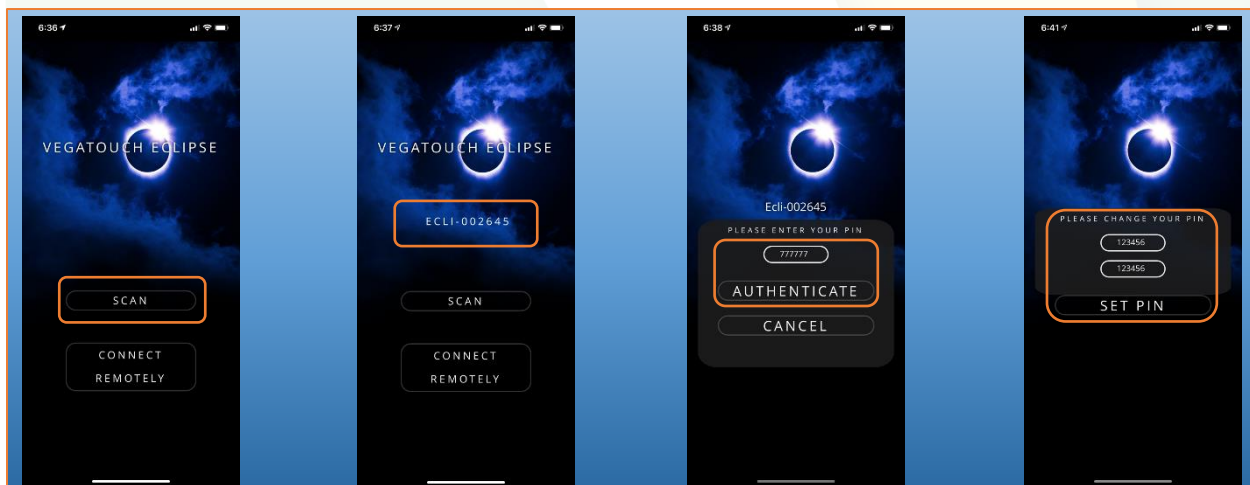 6:36
VEGATOUCH ECLIPSE
SCAN
CONNECT
REMOTELY
6:37
VEGATOUCH ECLIPSE
ECLI-002645
SCAN
CONNECT
REMOTELY
6:38
Ecli-002645
PLEASE ENTER YOUR PIN
777777
AUTHENTICATE
CANCEL
6:41
PLEASE CHANGE YOUR PIN
123456
123456
SET PIN